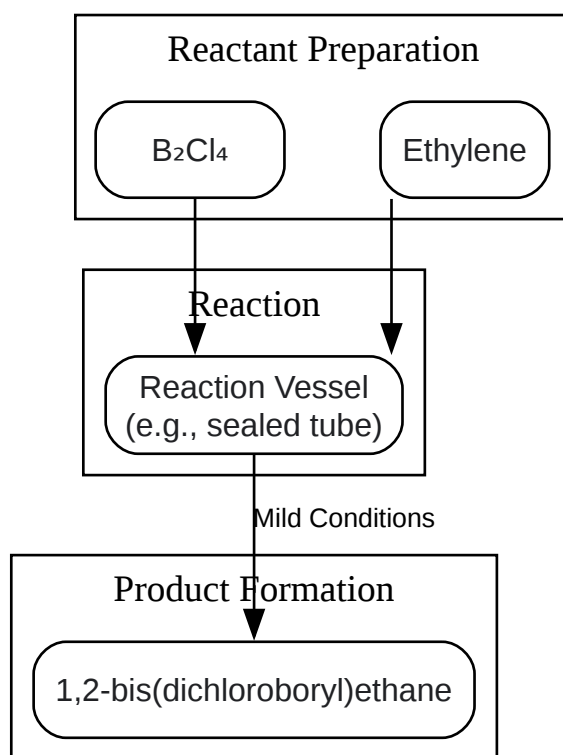 Reactant Preparation
B₂Cl₄
Ethylene
Reaction
Reaction Vessel
(e.g., sealed tube)
Mild Conditions
Product Formation
1,2-bis(dichloroboryl)ethane